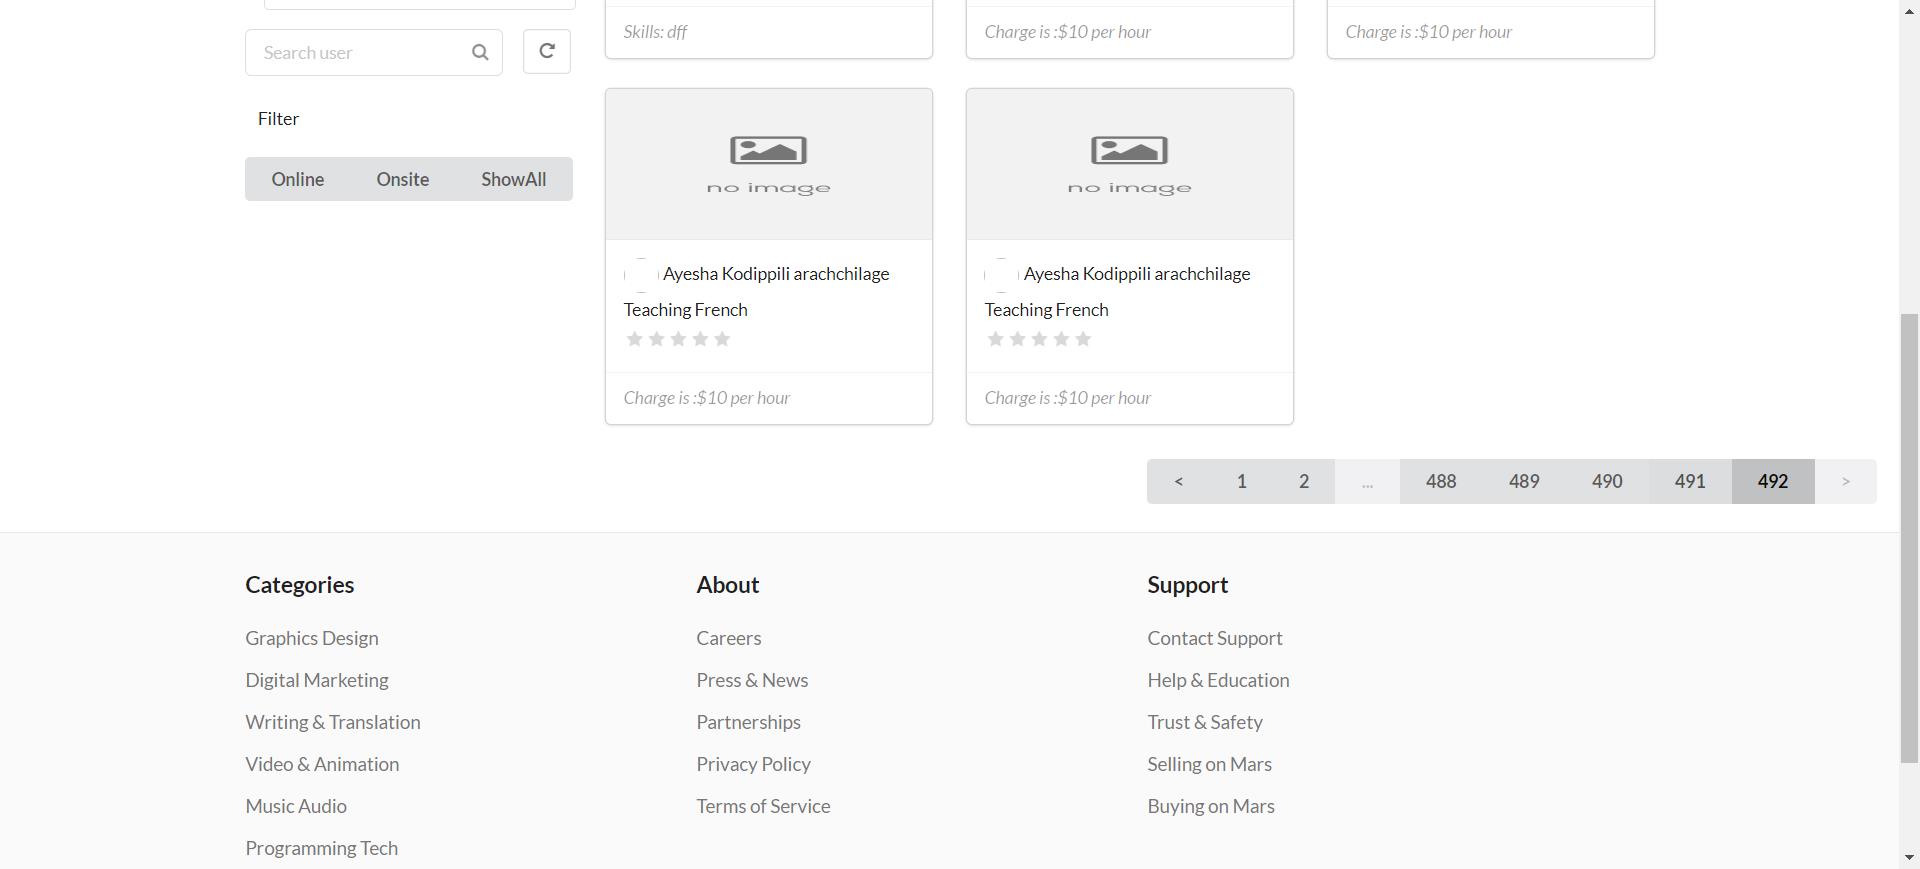 Skills: dff
Charge is :$10 per hour
Charge is :$10 per hour
Search user
Filter
Online Onsite ShowAll
no image
no image
Ayesha Kodippili arachchilage
Teaching French
Charge is :$10 per hour
Ayesha Kodippili arachchilage
Teaching French
Charge is :$10 per hour
< 1 2 ... 488 489 490 491 492 >
Categories
Graphics Design
Digital Marketing
Writing & Translation
Video & Animation
Music Audio
Programming Tech
About
Careers
Press & News
Partnerships
Privacy Policy
Terms of Service
Support
Contact Support
Help & Education
Trust & Safety
Selling on Mars
Buying on Mars